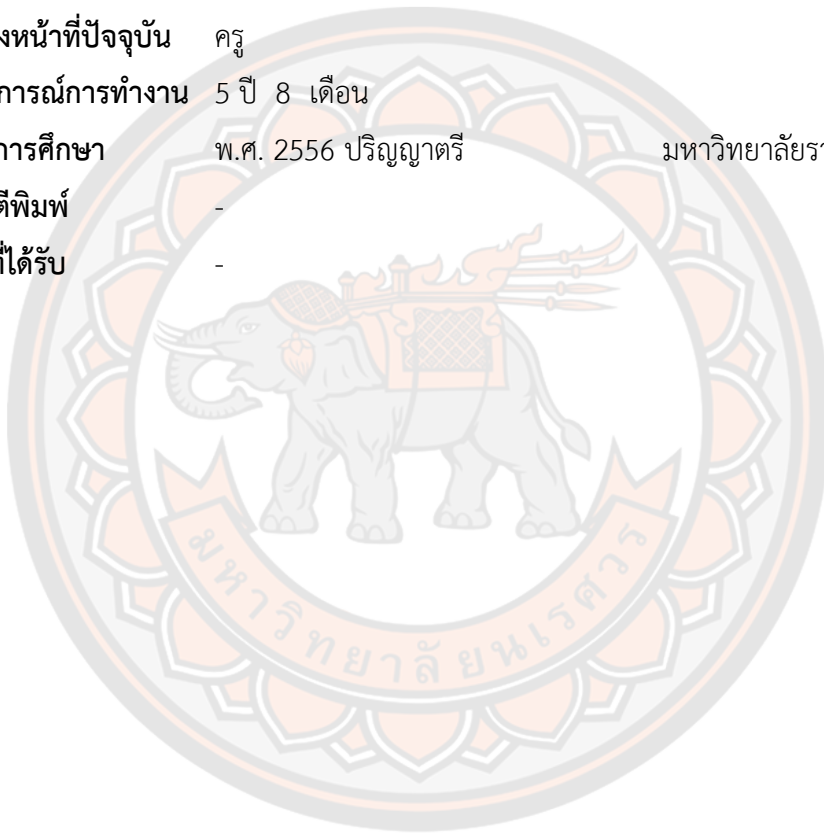 งหน้าที่ปัจจุบัน ครู
การณ์การทำงาน 5 ปี 8 เดือน
การศึกษา พ.ศ. 2556 ปริญญาตรี มหาวิทยาลัยรา
ตีพิมพ์ -
ที่ได้รับ -
มหาวิทยาลัยนเรศวร